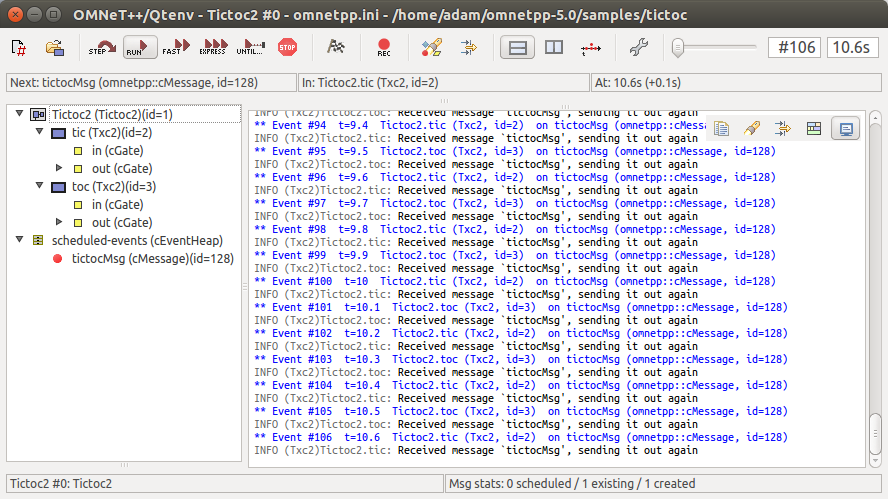 OMNeT++/Qtenv - Tictoc2 #0 - omnetpp.ini - /home/adam/omnetpp-5.0/samples/tictoc
STEP RUN FAST EXPRESS UNTIL... STOP REC #106 10.6s
Next: tictocMsg (omnetpp::cMessage, id=128) In: Tictoc2.tic (Txc2, id=2) At: 10.6s (+0.1s)
Tictoc2 (Tictoc2)(id=1)
tic (Txc2)(id=2)
in (cGate)
out (cGate)
toc (Txc2)(id=3)
in (cGate)
out (cGate)
scheduled-events (cEventHeap)
tictocMsg (cMessage)(id=128)
INFO (Txc2)Tictoc2.toc: Received message `tictocMsg', sending it out again
** Event #94 t=9.4 Tictoc2.tic (Txc2, id=2) on tictocMsg (omnetpp::cMess
INFO (Txc2)Tictoc2.tic: Received message `tictocMsg', sending it out again
** Event #95 t=9.5 Tictoc2.toc (Txc2, id=3) on tictocMsg (omnetpp::cMessage, id=128)
INFO (Txc2)Tictoc2.toc: Received message `tictocMsg', sending it out again
** Event #96 t=9.6 Tictoc2.tic (Txc2, id=2) on tictocMsg (omnetpp::cMessage, id=128)
INFO (Txc2)Tictoc2.tic: Received message `tictocMsg', sending it out again
** Event #97 t=9.7 Tictoc2.toc (Txc2, id=3) on tictocMsg (omnetpp::cMessage, id=128)
INFO (Txc2)Tictoc2.toc: Received message `tictocMsg', sending it out again
** Event #98 t=9.8 Tictoc2.tic (Txc2, id=2) on tictocMsg (omnetpp::cMessage, id=128)
INFO (Txc2)Tictoc2.tic: Received message `tictocMsg', sending it out again
** Event #99 t=9.9 Tictoc2.toc (Txc2, id=3) on tictocMsg (omnetpp::cMessage, id=128)
INFO (Txc2)Tictoc2.toc: Received message `tictocMsg', sending it out again
** Event #100 t=10 Tictoc2.tic (Txc2, id=2) on tictocMsg (omnetpp::cMessage, id=128)
INFO (Txc2)Tictoc2.tic: Received message `tictocMsg', sending it out again
** Event #101 t=10.1 Tictoc2.toc (Txc2, id=3) on tictocMsg (omnetpp::cMessage, id=128)
INFO (Txc2)Tictoc2.toc: Received message `tictocMsg', sending it out again
** Event #102 t=10.2 Tictoc2.tic (Txc2, id=2) on tictocMsg (omnetpp::cMessage, id=128)
INFO (Txc2)Tictoc2.tic: Received message `tictocMsg', sending it out again
** Event #103 t=10.3 Tictoc2.toc (Txc2, id=3) on tictocMsg (omnetpp::cMessage, id=128)
INFO (Txc2)Tictoc2.toc: Received message `tictocMsg', sending it out again
** Event #104 t=10.4 Tictoc2.tic (Txc2, id=2) on tictocMsg (omnetpp::cMessage, id=128)
INFO (Txc2)Tictoc2.tic: Received message `tictocMsg', sending it out again
** Event #105 t=10.5 Tictoc2.toc (Txc2, id=3) on tictocMsg (omnetpp::cMessage, id=128)
INFO (Txc2)Tictoc2.toc: Received message `tictocMsg', sending it out again
** Event #106 t=10.6 Tictoc2.tic (Txc2, id=2) on tictocMsg (omnetpp::cMessage, id=128)
INFO (Txc2)Tictoc2.tic: Received message `tictocMsg', sending it out again
Tictoc2 #0: Tictoc2 Msg stats: 0 scheduled / 1 existing / 1 created